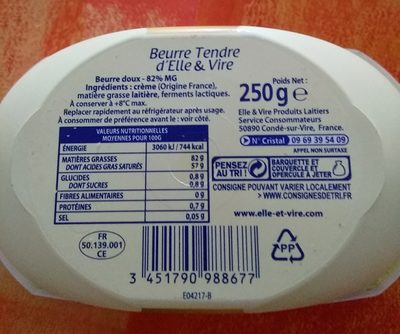 Beurre Tendre
d'Elle & Vire
Beurre doux - 82% MG
Ingrédients : crème (Origine France),
matière grasse laitière, ferments lactiques.
À conserver à +8°C max.
Replacer rapidement au réfrigérateur après usage
À consommer de préférence avant le : voir côté.
Poids Net :
250g e
Elle & Vire Produits Laitiers
Service Consommateurs
50890 Condé-sur-Vire, France.
N° Cristal 09 69 39 54 09
APPEL NON SURTAXE
VALEURS NUTRITIONNELLES
MOYENNES POUR 100G
ÉNERGIE 3060 kJ / 744 kcal
MATIÈRES GRASSES 82 g
DONT ACIDES GRAS SATURÉS 57 g
GLUCIDES 0,8 g
DONT SUCRES 0,8 g
FIBRES ALIMENTAIRES 0 g
PROTÉINES 0,7 g
SEL 0,05 g
PENSEZ
AU TRI !
BARQUETTE ET
COUVERCLE ET
OPERCULE À JETER
CONSIGNE POUVANT VARIER LOCALEMENT
> WWW.CONSIGNESDETRI.FR
www.elle-et-vire.com
FR
50.139.001
CE
3 451790 988677
PP
E04217-B